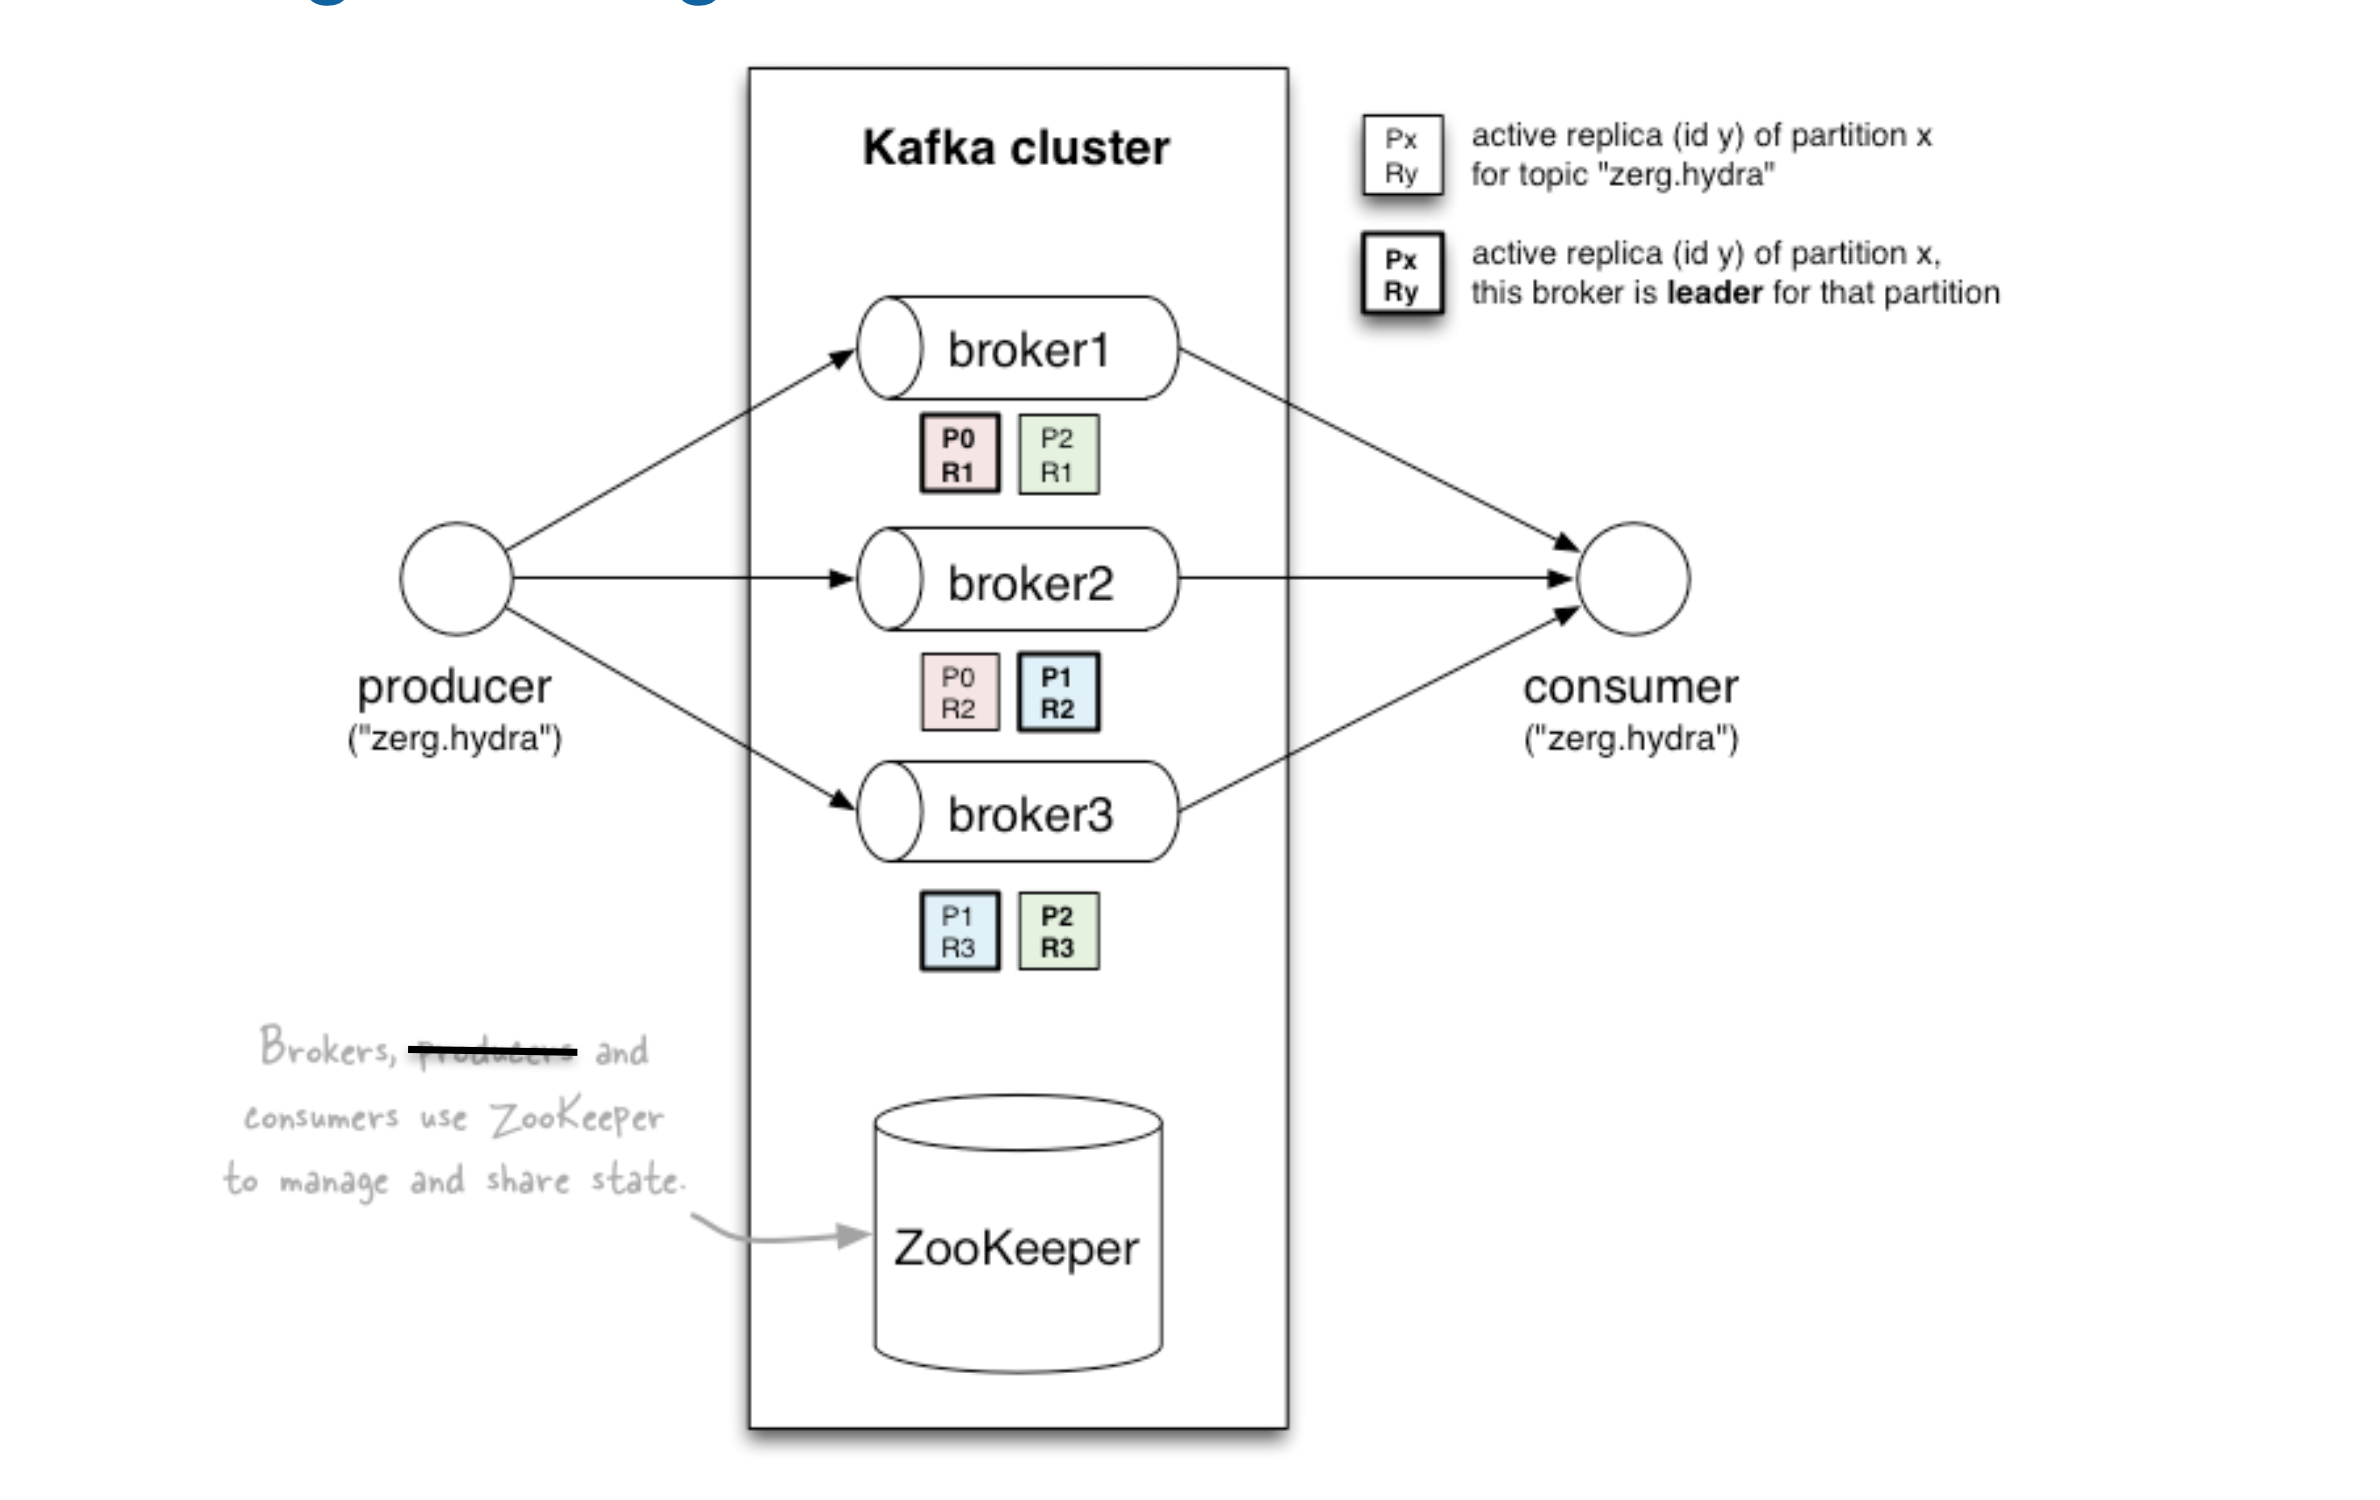 Kafka cluster
Px
Ry
active replica (id y) of partition x
for topic "zerg.hydra"
Px
Ry
active replica (id y) of partition x,
this broker is leader for that partition
broker1
P0
R1
P2
R1
broker2
P0
R2
P1
R2
broker3
P1
R3
P2
R3
producer
("zerg.hydra")
consumer
("zerg.hydra")
Brokers, producers and
consumers use ZooKeeper
to manage and share state.
ZooKeeper